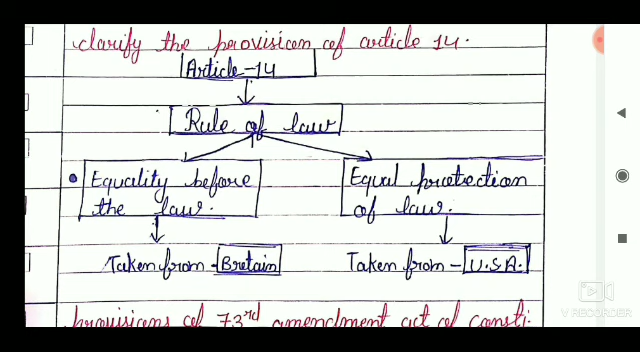 clarify the provision of article 14.
Article-14
Rule of law
Equality before
the law.
Equal protection
of law.
Taken from - Bretain
Taken from - U.S.A.
provisions of 73rd amendment act of consti-
V RECORDER